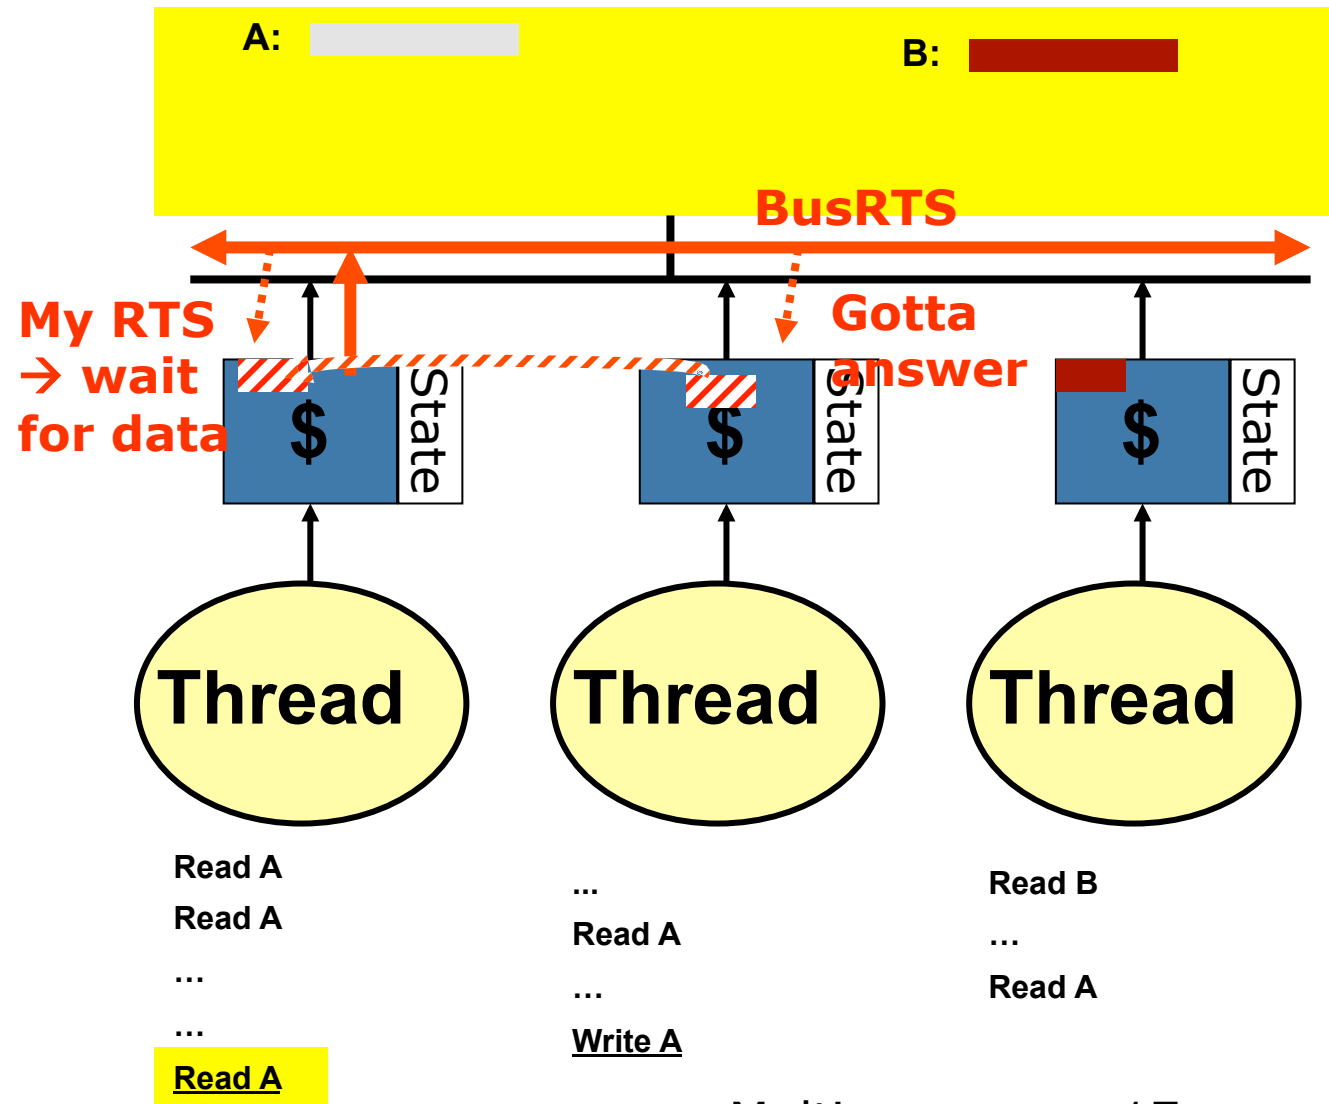 A:
B:
BusRTS
My RTS
→ wait
for data
Gotta
answer
$
State
$
State
$
State
Thread
Thread
Thread
Read A
Read A
…
…
Read A
...
Read A
…
Write A
Read B
…
Read A